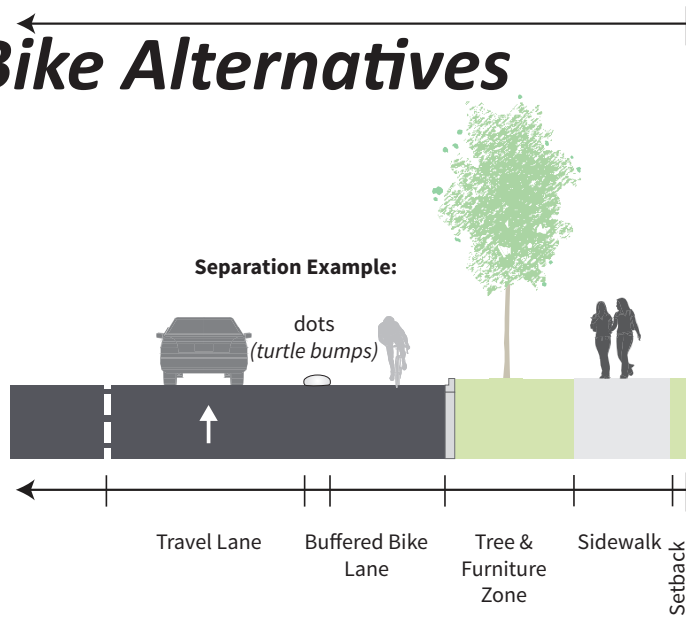 Bike Alternatives
Separation Example:
dots
(turtle bumps)
Travel Lane
Buffered Bike
Lane
Tree &
Furniture
Zone
Sidewalk
Setback